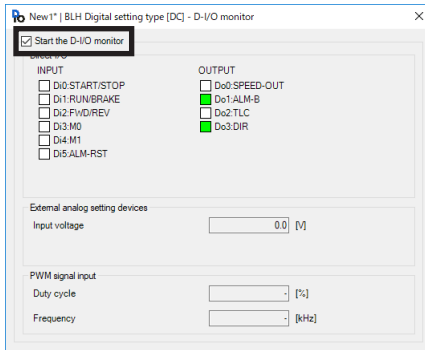 New1* | BLH Digital setting type [DC] - D-I/O monitor
Start the D-I/O monitor
Direct I/O
INPUT
Di0:START/STOP
Di1:RUN/BRAKE
Di2:FWD/REV
Di3:M0
Di4:M1
Di5:ALM-RST
OUTPUT
Do0:SPEED-OUT
Do1:ALM-B
Do2:TLC
Do3:DIR
External analog setting devices
Input voltage 0.0 [V]
PWM signal input
Duty cycle - [%]
Frequency - [kHz]